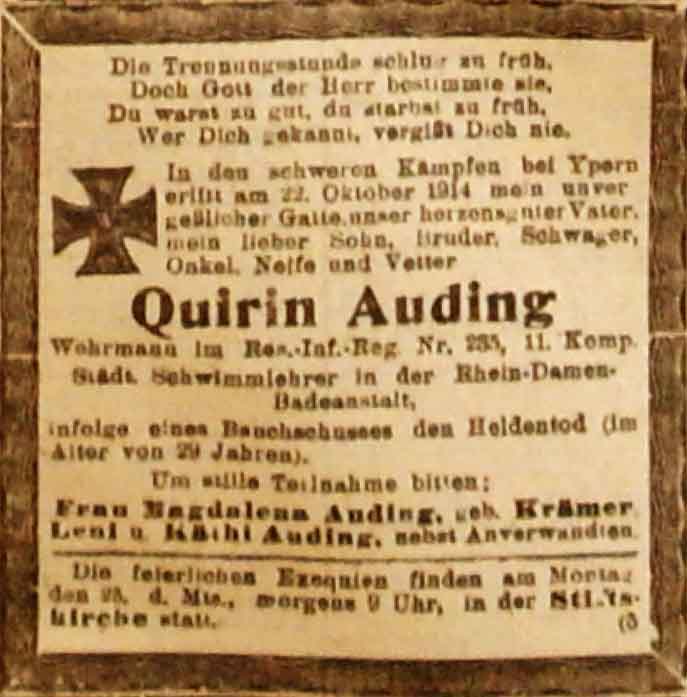 Die Trennungsstunde schlug zu früh,
Doch Gott der Herr bestimmte sie,
Du warst zu gut, du starbst zu früh,
Wer Dich gekannt, vergißt Dich nie.
In den schweren Kämpfen bei Ypern
erlitt am 22. Oktober 1914 mein unver
geßlicher Gatte, unser herzensguter Vater,
mein lieber Sohn, Bruder, Schwager,
Onkel, Neffe und Vetter
Quirin Auding
Wehrmann im Res.-Inf.-Reg. Nr. 235, 11. Komp.
Städt. Schwimmlehrer in der Rhein-Damen-
Badeanstalt,
infolge eines Bauchschusses den Heldentod (im
Alter von 29 Jahren).
Um stille Teilnahme bitten:
Frau Magdalena Auding, geb. Krämer
Leni u. Käthi Auding, nebst Anverwandten.
Die feierlichen Exequien finden am Montag
den 23. d. Mts., morgens 9 Uhr, in der Stifts-
kirche statt. (5